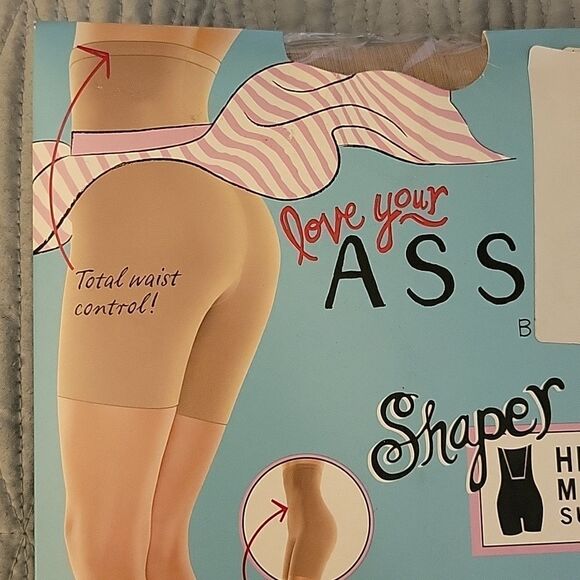 love your
ASS
B
Total waist
control!
Shaper